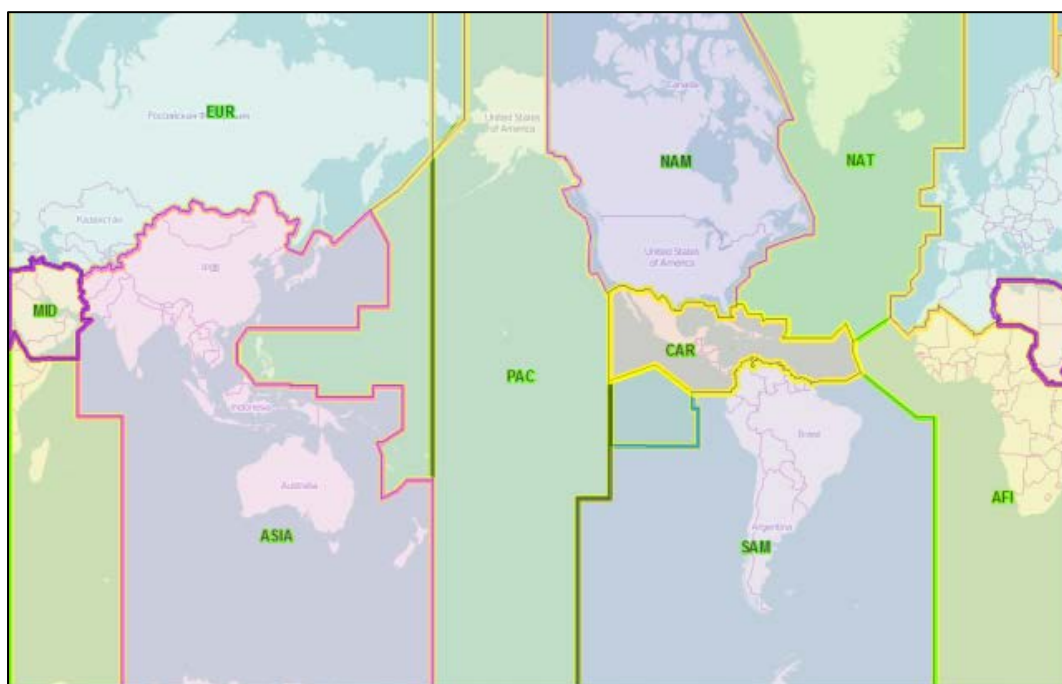 EUR
Российская Федерация
United States
of America
Canada
NAM
NAT
Казахстан
中国
United States
of America
MID
CAR
PAC
Indonesia
Brasil
Australia
AFI
ASIA
Argentina
SAM